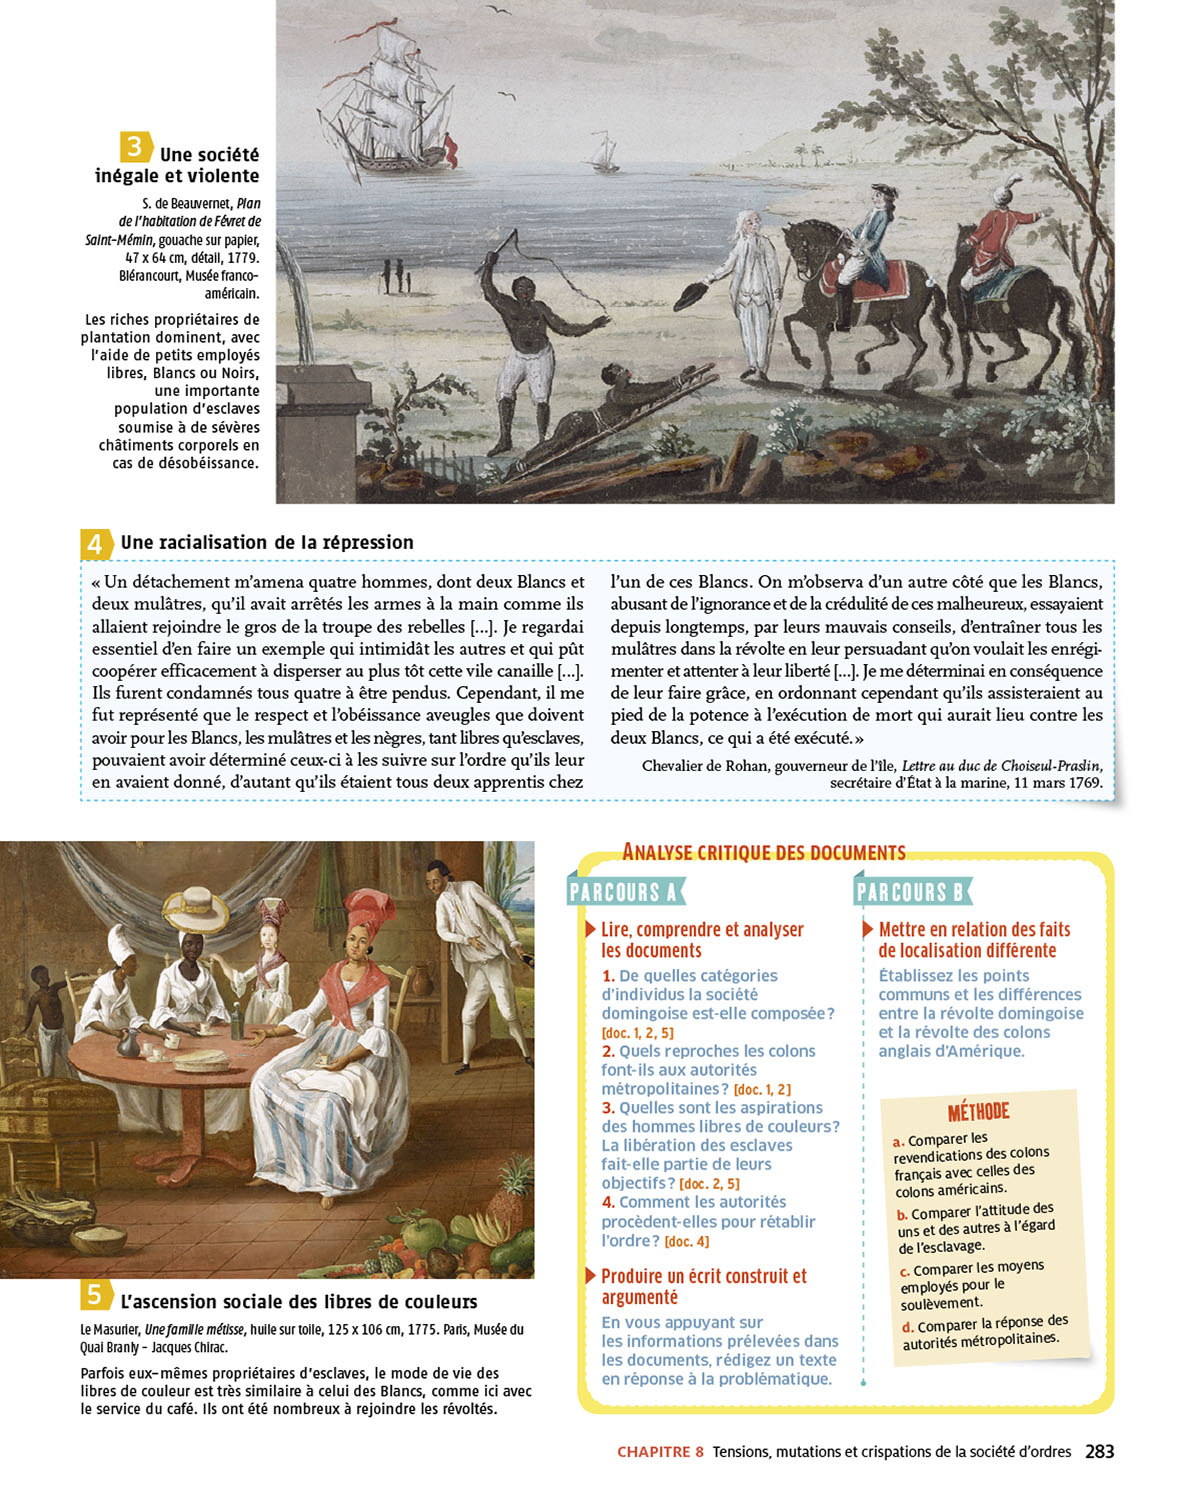 3 Une société
inégale et violente
S. de Beauvernet, Plan
de l’habitation de Févret de
Saint-Mémin, gouache sur papier,
47 x 64 cm, détail, 1779.
Blérancourt, Musée franco-
américain.
Les riches propriétaires de
plantation dominent, avec
l’aide de petits employés
libres, Blancs ou Noirs,
une importante
population d’esclaves
soumise à de sévères
châtiments corporels en
cas de désobéissance.
4 Une racialisation de la répression
« Un détachement m’amena quatre hommes, dont deux Blancs et
deux mulâtres, qu’il avait arrêtés les armes à la main comme ils
allaient rejoindre le gros de la troupe des rebelles [...]. Je regardai
essentiel d’en faire un exemple qui intimidât les autres et qui pût
coopérer efficacement à disperser au plus tôt cette vile canaille [...].
Ils furent condamnés tous quatre à être pendus. Cependant, il me
fut représenté que le respect et l’obéissance aveugles que doivent
avoir pour les Blancs, les mulâtres et les nègres, tant libres qu’esclaves,
pouvaient avoir déterminé ceux-ci à les suivre sur l’ordre qu’ils leur
en avaient donné, d’autant qu’ils étaient tous deux apprentis chez
l’un de ces Blancs. On m’observa d’un autre côté que les Blancs,
abusant de l’ignorance et de la crédulité de ces malheureux, essayaient
depuis longtemps, par leurs mauvais conseils, d’entraîner tous les
mulâtres dans la révolte en leur persuadant qu’on voulait les enrégi-
menter et attenter à leur liberté [...]. Je me déterminai en conséquence
de leur faire grâce, en ordonnant cependant qu’ils assisteraient au
pied de la potence à l’exécution de mort qui aurait lieu contre les
deux Blancs, ce qui a été exécuté. »
Chevalier de Rohan, gouverneur de l’île, Lettre au duc de Choiseul-Praslin,
secrétaire d’État à la marine, 11 mars 1769.
5 L’ascension sociale des libres de couleurs
Le Masurier, Une famille métisse, huile sur toile, 125 x 106 cm, 1775. Paris, Musée du
Quai Branly – Jacques Chirac.
Parfois eux-mêmes propriétaires d’esclaves, le mode de vie des
libres de couleur est très similaire à celui des Blancs, comme ici avec
le service du café. Ils ont été nombreux à rejoindre les révoltés.
ANALYSE CRITIQUE DES DOCUMENTS
PARCOURS A
Lire, comprendre et analyser
les documents
1. De quelles catégories
d’individus la société
domingoise est-elle composée ?
[doc. 1, 2, 5]
2. Quels reproches les colons
font-ils aux autorités
métropolitaines ? [doc. 1, 2]
3. Quelles sont les aspirations
des hommes libres de couleurs ?
La libération des esclaves
fait-elle partie de leurs
objectifs ? [doc. 2, 5]
4. Comment les autorités
procèdent-elles pour rétablir
l’ordre ? [doc. 4]
Produire un écrit construit et
argumenté
En vous appuyant sur
les informations prélevées dans
les documents, rédigez un texte
en réponse à la problématique.
PARCOURS B
Mettre en relation des faits
de localisation différente
Établissez les points
communs et les différences
entre la révolte domingoise
et la révolte des colons
anglais d’Amérique.
MÉTHODE
a. Comparer les
revendications des colons
français avec celles des
colons américains.
b. Comparer l’attitude des
uns et des autres à l’égard
de l’esclavage.
c. Comparer les moyens
employés pour le
soulèvement.
d. Comparer la réponse des
autorités métropolitaines.
CHAPITRE 8 Tensions, mutations et crispations de la société d’ordres 283